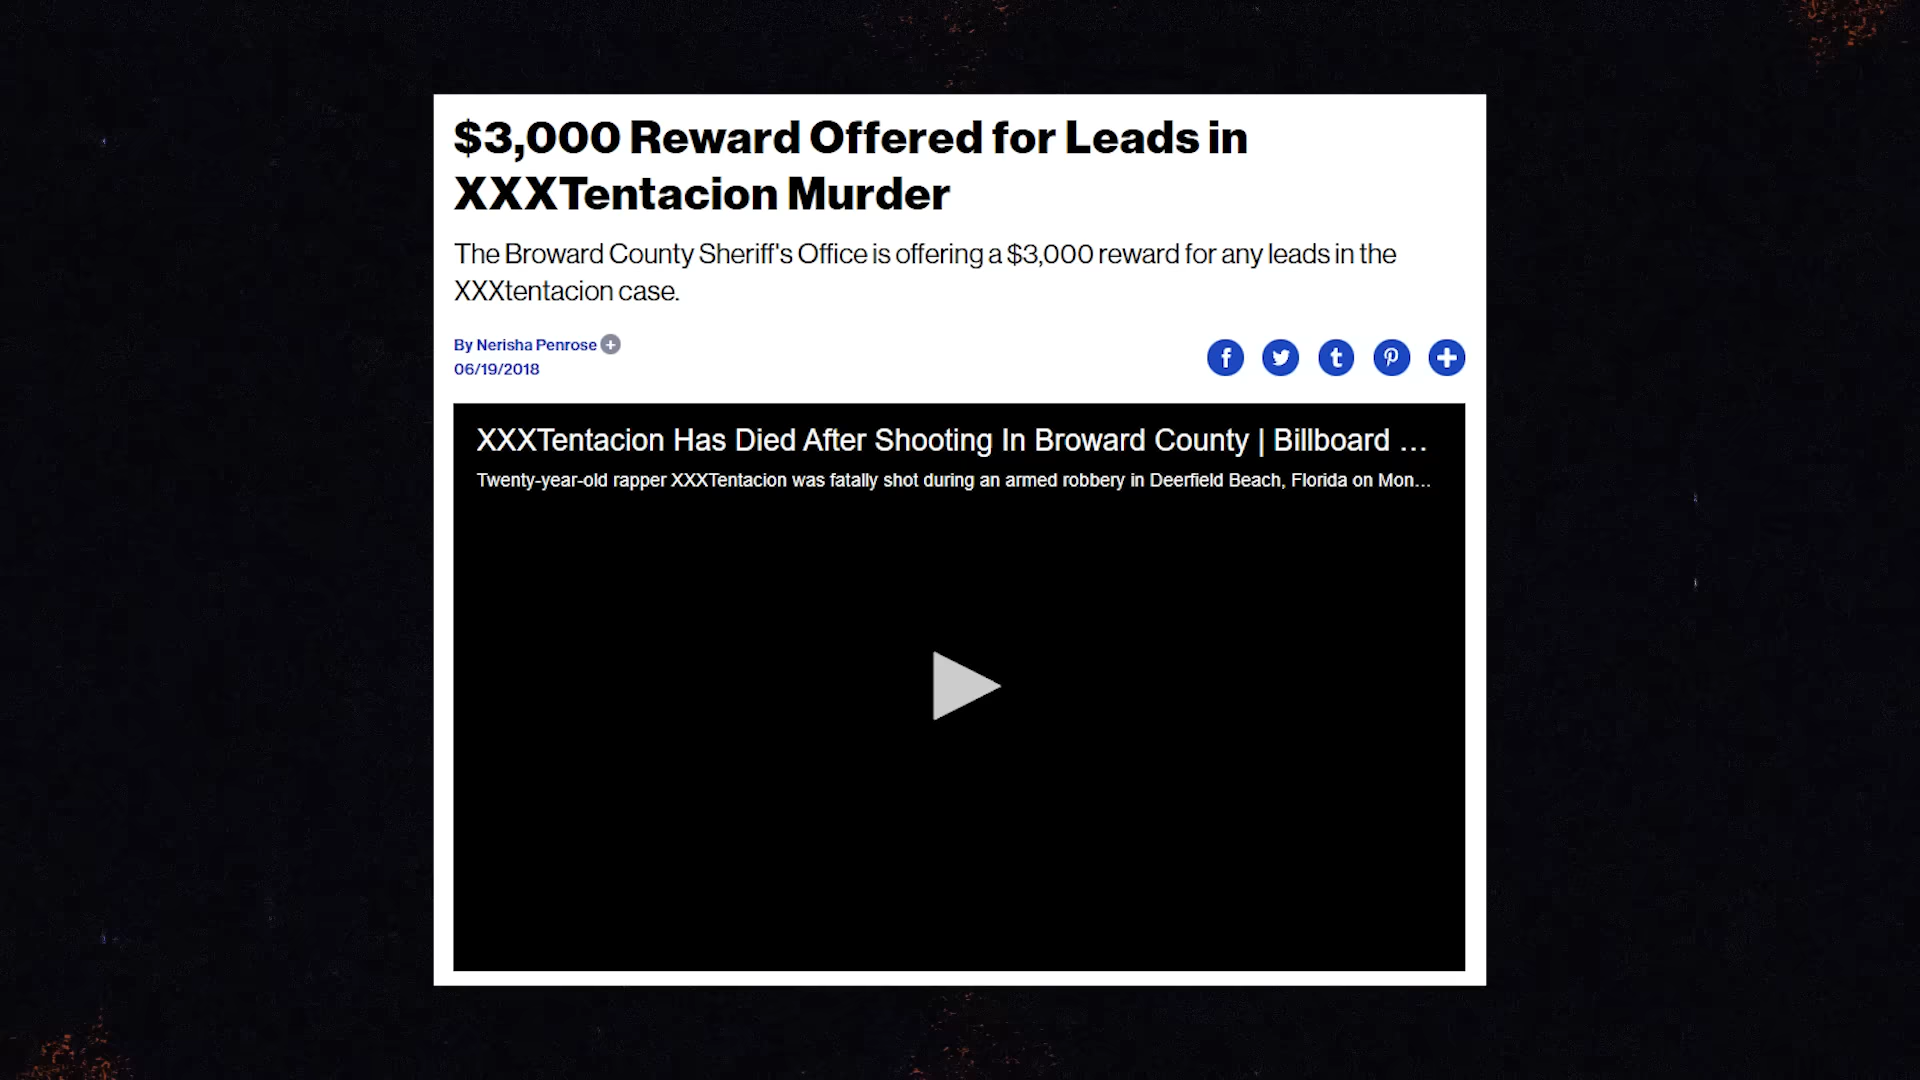 $3,000 Reward Offered for Leads in
XXXTentacion Murder
The Broward County Sheriff's Office is offering a $3,000 reward for any leads in the
XXXtentacion case.
By Nerisha Penrose
06/19/2018
XXXTentacion Has Died After Shooting In Broward County | Billboard ...
Twenty-year-old rapper XXXTentacion was fatally shot during an armed robbery in Deerfield Beach, Florida on Mon...